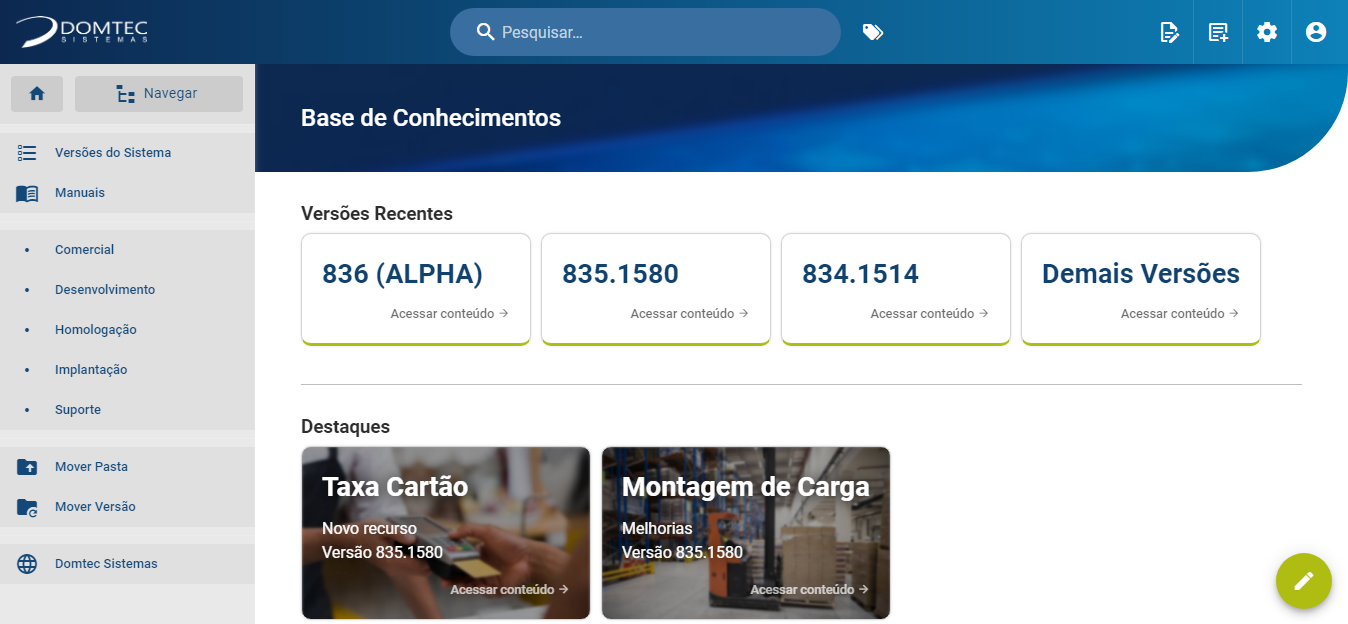 DOMTEC
SISTEMAS
Pesquisar...
Navegar
Versões do Sistema
Manuais
Comercial
Desenvolvimento
Homologação
Implantação
Suporte
Mover Pasta
Mover Versão
Domtec Sistemas
Base de Conhecimentos
Versões Recentes
836 (ALPHA)
Acessar conteúdo →
835.1580
Acessar conteúdo →
834.1514
Acessar conteúdo →
Demais Versões
Acessar conteúdo →
Destaques
Taxa Cartão
Novo recurso
Versão 835.1580
Acessar conteúdo →
Montagem de Carga
Melhorias
Versão 835.1580
Acessar conteúdo →